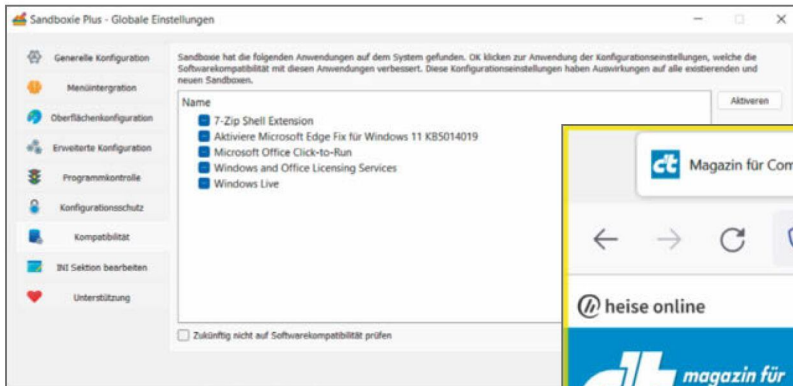 Sandboxie Plus - Globale Einstellungen
Generelle Konfiguration
Menüintergration
Oberflächenkonfiguration
Erweiterte Konfiguration
Programmkontrolle
Konfigurationsschutz
Kompatibilität
INI Sektion bearbeiten
Unterstützung
Sandboxie hat die folgenden Anwendungen auf dem System gefunden. OK klicken zur Anwendung der Konfigurationseinstellungen, welche die
Softwarekompatibilität mit diesen Anwendungen verbessert. Diese Konfigurationseinstellungen haben Auswirkungen auf alle existierenden und
neuen Sandboxen.
Name
7-Zip Shell Extension
Aktiviere Microsoft Edge Fix für Windows 11 KB5014019
Microsoft Office Click-to-Run
Windows and Office Licensing Services
Windows Live
Aktiveren
Zukünftig nicht auf Softwarekompatibilität prüfen
c't Magazin für Com
heise online
magazin für